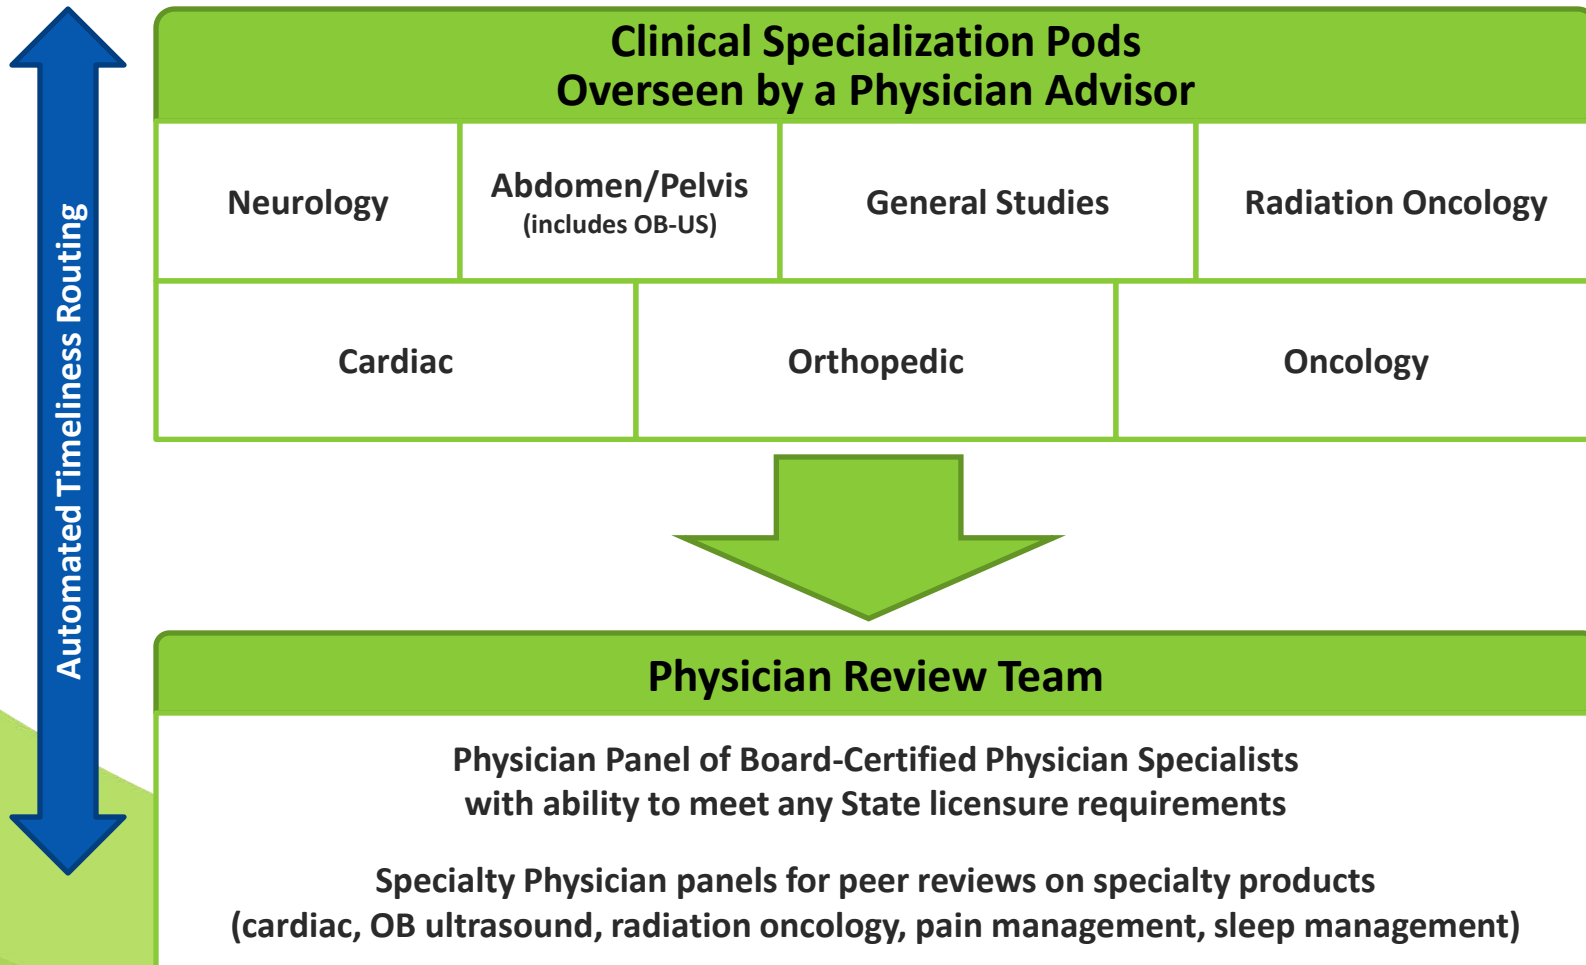 Clinical Specialization Pods
Overseen by a Physician Advisor
Neurology
Abdomen/Pelvis
(includes OB-US)
General Studies
Radiation Oncology
Cardiac
Orthopedic
Oncology
Automated Timeliness Routing
Physician Review Team
Physician Panel of Board-Certified Physician Specialists
with ability to meet any State licensure requirements
Specialty Physician panels for peer reviews on specialty products
(cardiac, OB ultrasound, radiation oncology, pain management, sleep management)